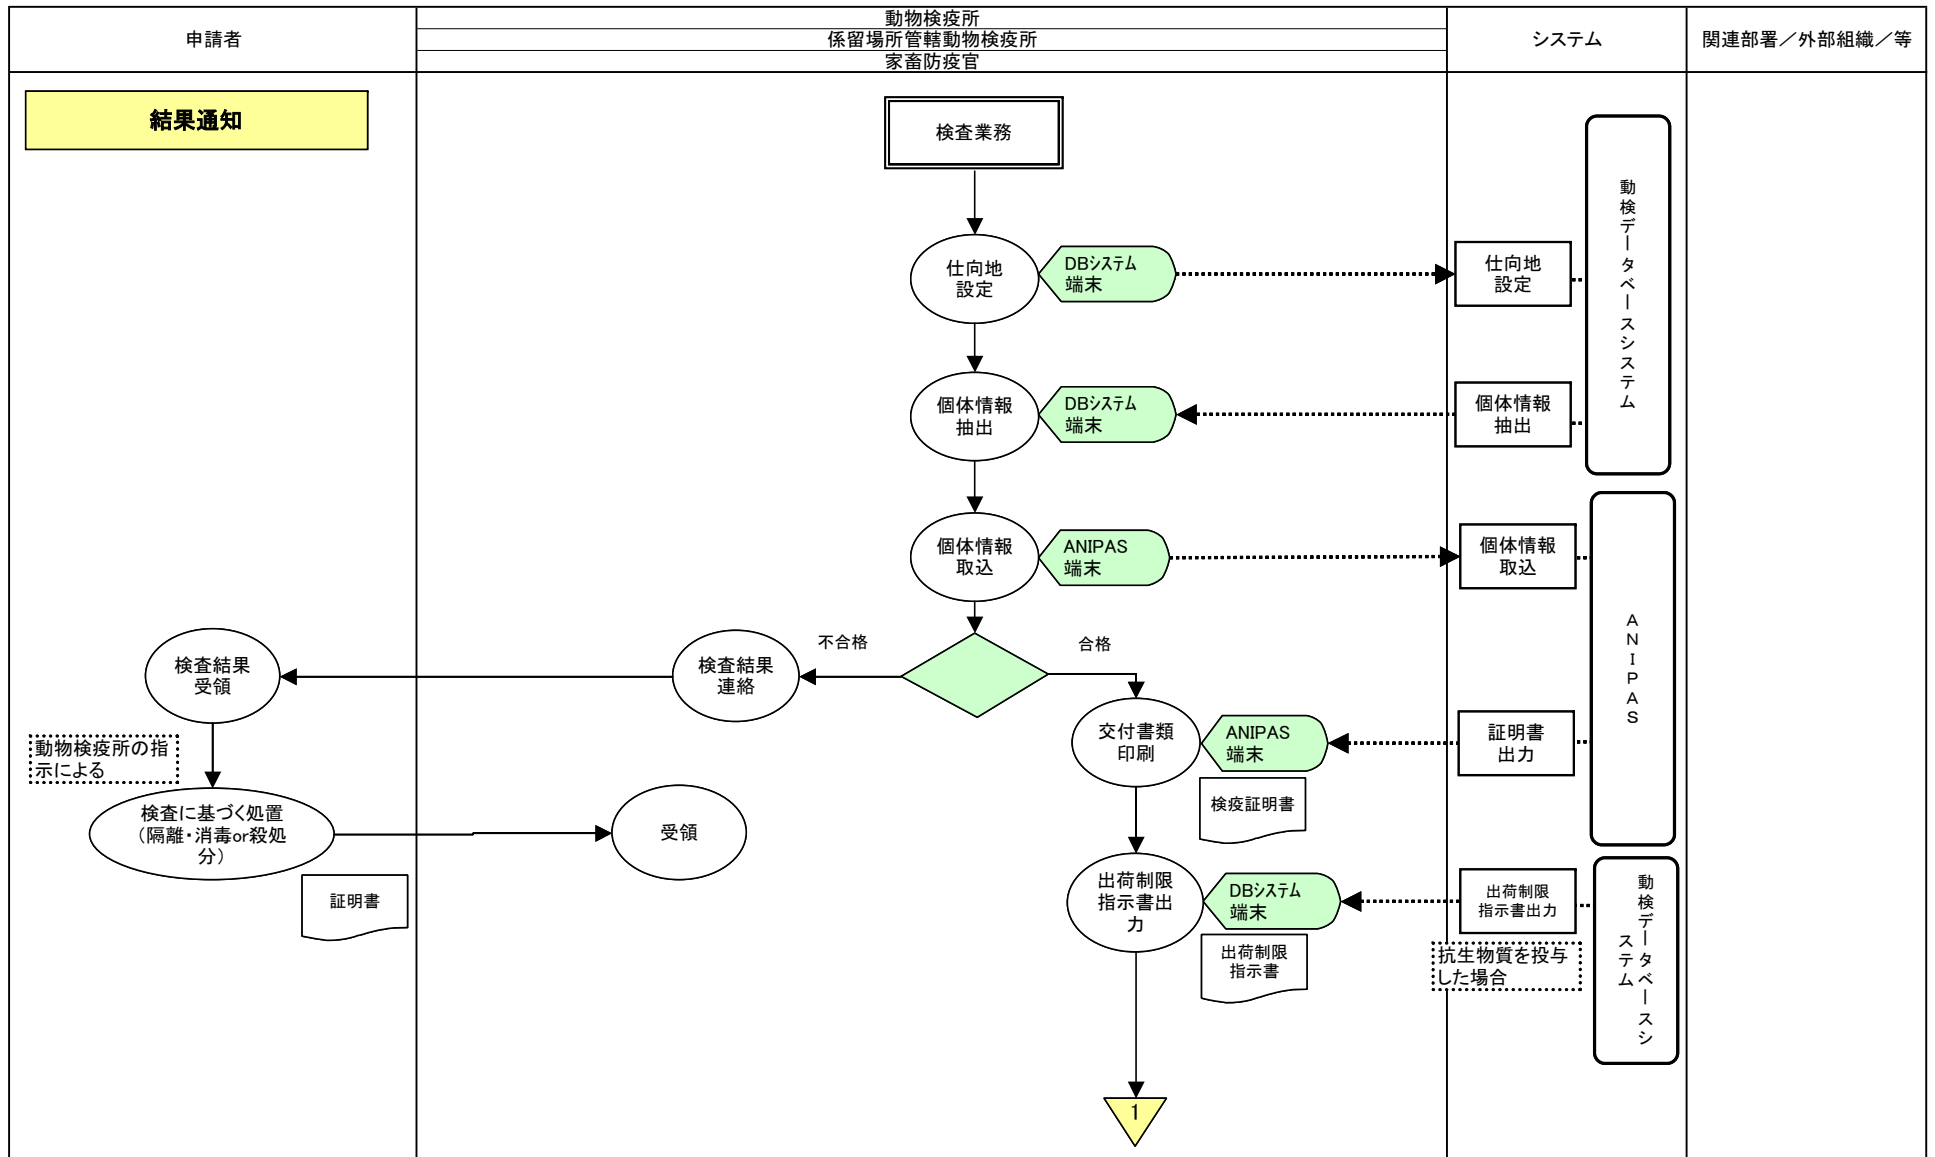 申請者
動物検疫所
係留場所管轄動物検疫所
家畜防疫官
システム
関連部署／外部組織／等
結果通知
検査業務
動検データベースシステム
仕向地
設定
DBシステム
端末
仕向地
設定
個体情報
抽出
DBシステム
端末
個体情報
抽出
個体情報
取込
ANIPAS
端末
個体情報
取込
ANIPAS
不合格
合格
検査結果
受領
検査結果
連絡
動物検疫所の指
示による
交付書類
印刷
ANIPAS
端末
証明書
出力
検疫証明書
検査に基づく処置
（隔離・消毒or殺処
分）
受領
証明書
出荷制限
指示書出
力
DBシステム
端末
出荷制限
指示書出力
動検データベースシ
ステム
出荷制限
指示書
抗生物質を投与
した場合
1